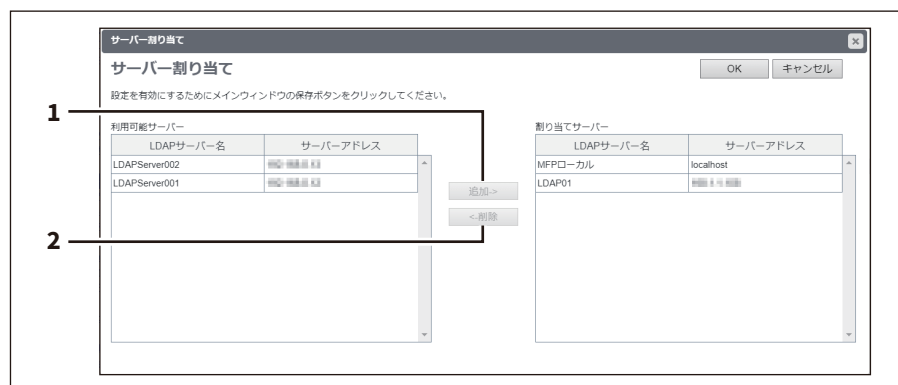 サーバー割り当て
サーバー割り当て
OK キャンセル
設定を有効にするためにメインウィンドウの保存ボタンをクリックしてください。
1
利用可能サーバー
LDAPサーバー名 サーバーアドレス
LDAPServer002
LDAPServer001
追加->
<-削除
2
割り当てサーバー
LDAPサーバー名 サーバーアドレス
MFPローカル localhost
LDAP01